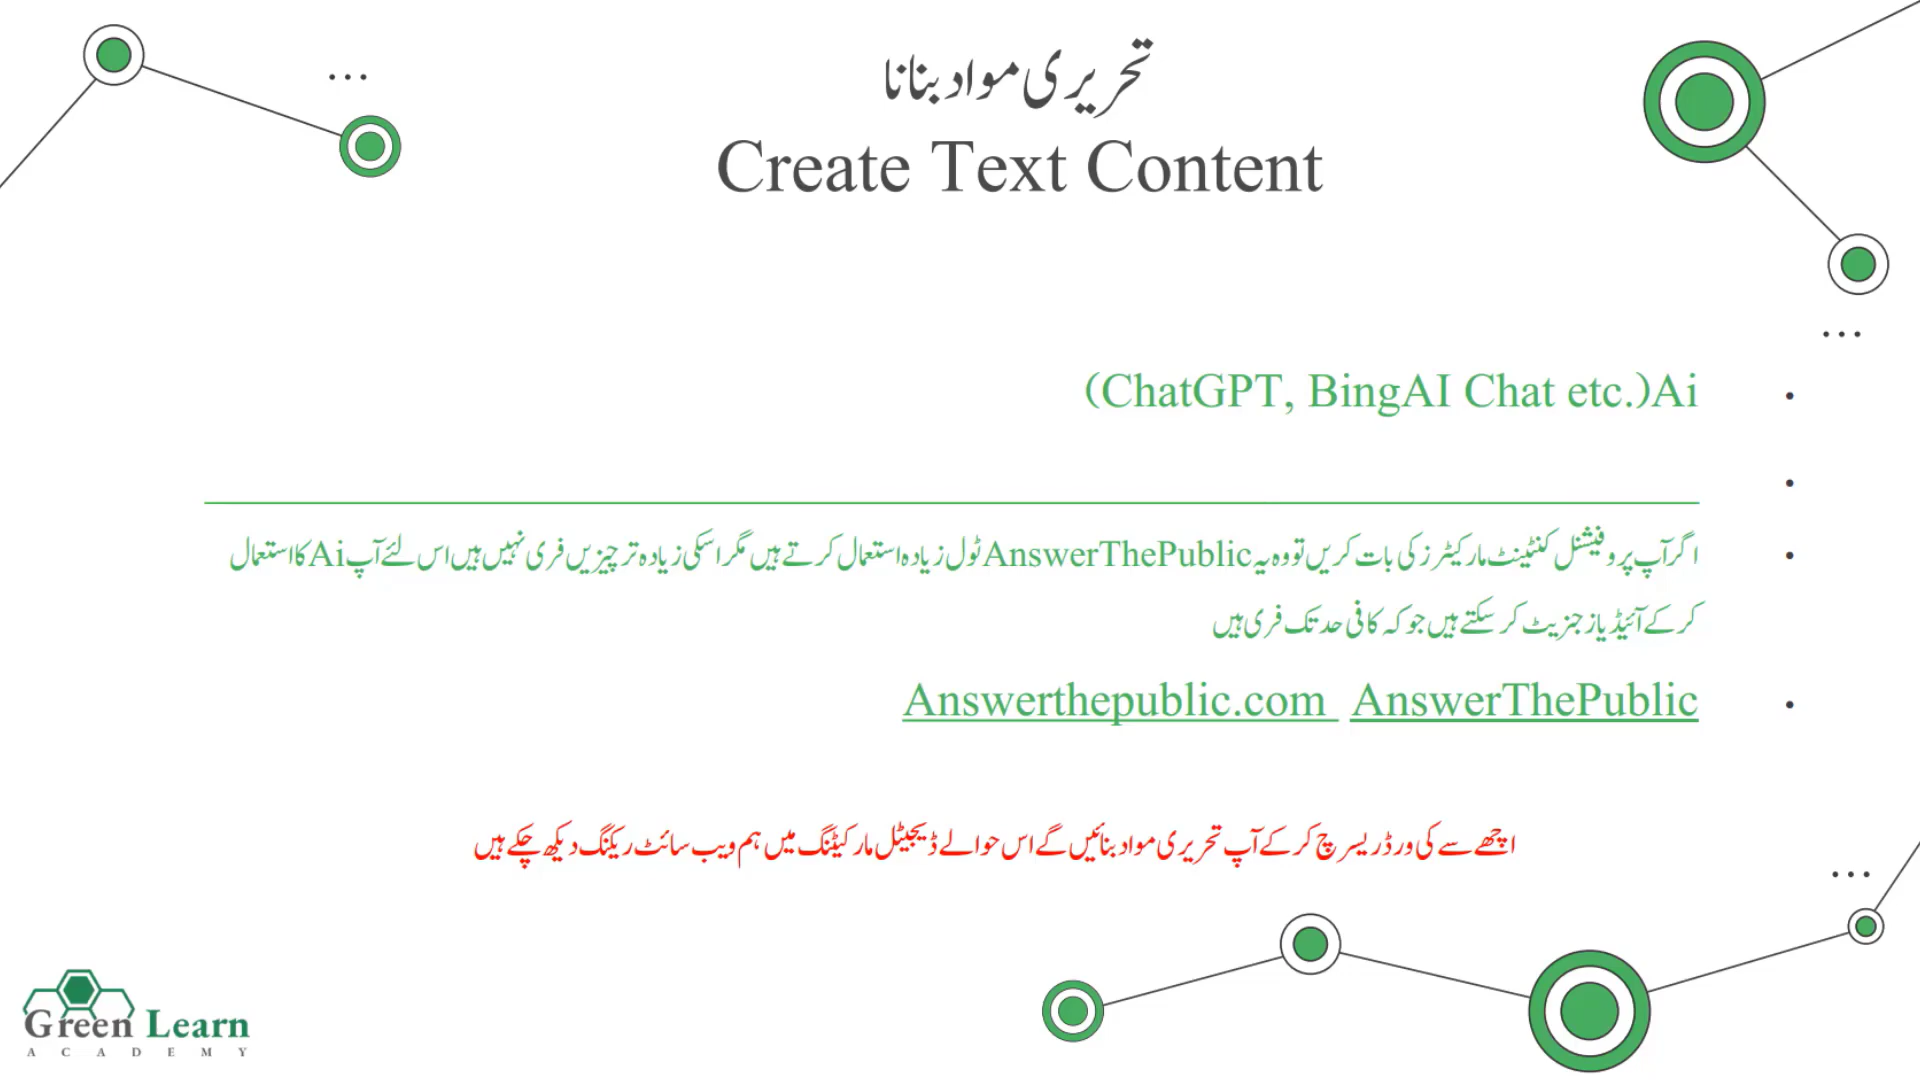 تحریری مواد بنانا
Create Text Content
(ChatGPT, BingAI Chat etc.)Ai
اگر آپ پروفیشنل کنٹینٹ مارکیٹرز کی بات کریں تو وہ یہ AnswerThePublic ٹول زیادہ استعمال کرتے ہیں مگر اسکی زیادہ تر چیزیں فری نہیں ہیں اس لئے آپ Ai کا استعمال
کرکے آئیڈیاز جنریٹ کر سکتے ہیں جو کہ کافی حد تک فری ہیں
Answerthepublic.com AnswerThePublic
اچھے سے کی ورڈ ریسرچ کرکے آپ تحریری مواد بنائیں گے اس حوالے ڈیجیٹل مارکیٹنگ میں ہم ویب سائٹ رینکنگ دیکھ چکے ہیں
Green Learn
ACADEMY